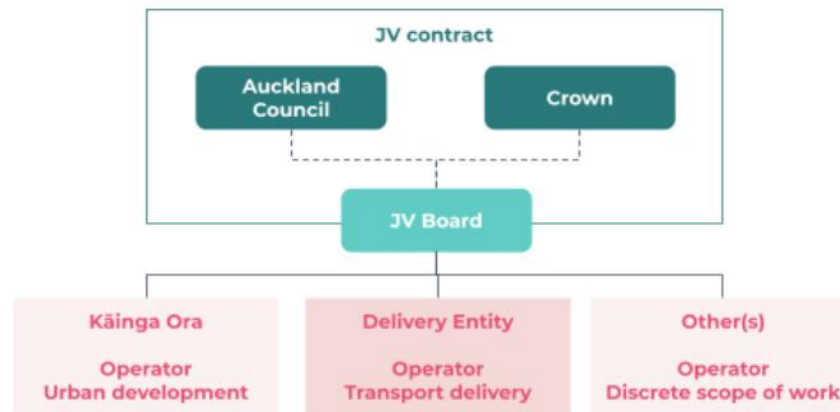 JV contract
Auckland
Council
Crown
JV Board
Kāinga Ora
Operator
Urban development
Delivery Entity
Operator
Transport delivery
Other(s)
Operator
Discrete scope of work